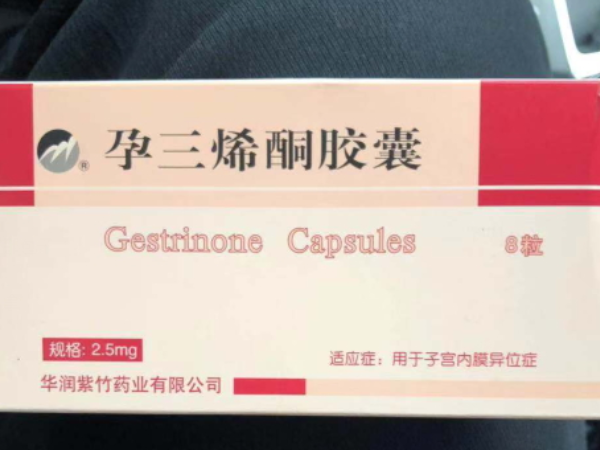 孕三烯酮胶囊
®
Gestrinone Capsules 8粒
规格: 2.5mg
适应症: 用于子宫内膜异位症
华润紫竹药业有限公司